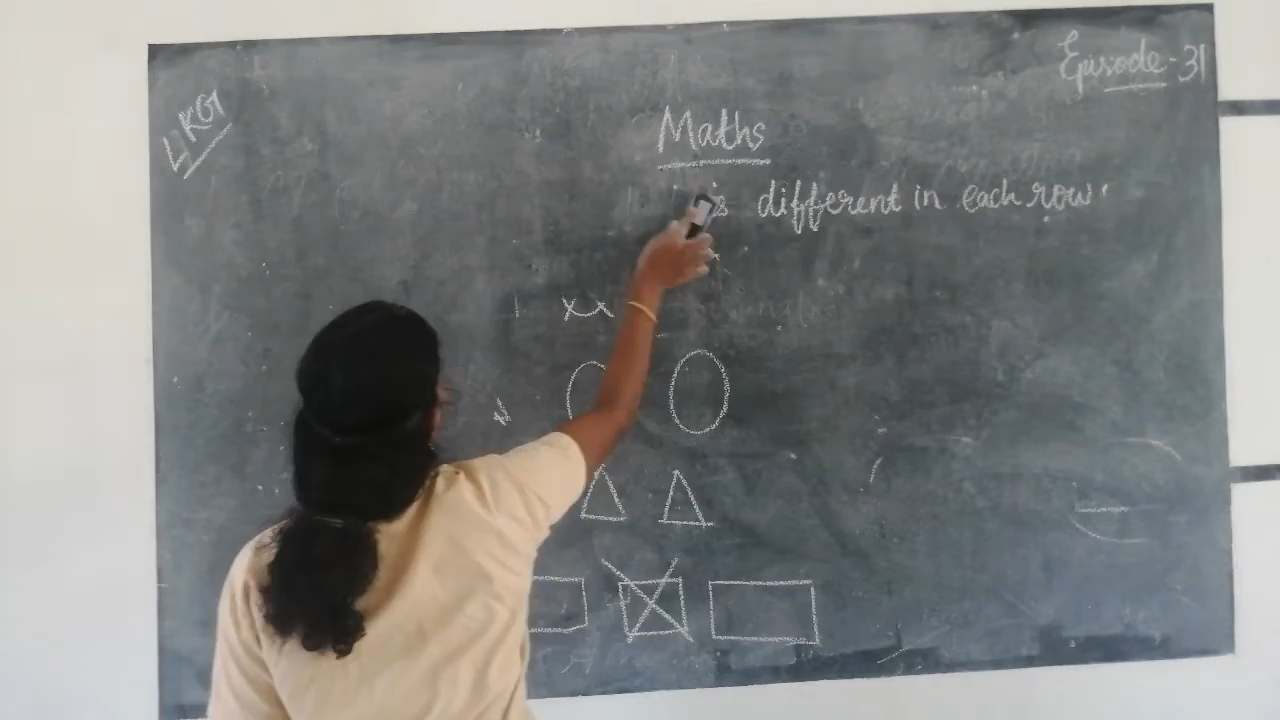 Episode-31
LKG
Maths
is different in each row.